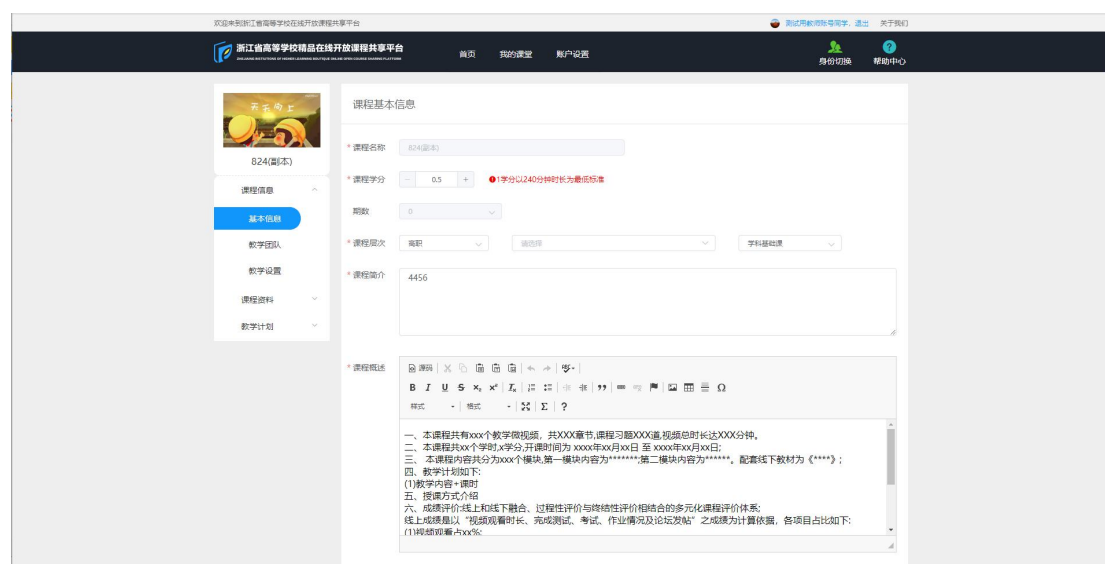 欢迎来到浙江省高等学校在线开放课程共享平台
测试用教师账号同学, 退出 关于我们
浙江省高等学校精品在线开放课程共享平台
首页 我的课堂 账户设置
身份切换 帮助中心
天天向上
824(副本)
课程信息
基本信息
教学团队
教学设置
课程资料
教学计划
课程基本信息
* 课程名称 824(副本)
* 课程学分 - 0.5 + 1学分以240分钟时长为最低标准
期数 0
* 课程层次 高职 请选择 学科基础课
* 课程简介 4456
* 课程概述
源码
B I U S x₂ x² Iₓ
样式 格式 Σ ?
一、本课程共有xxx个教学微视频，共XXX章节,课程习题XXX道,视频总时长达XXX分钟。
二、本课程共xx个学时,x学分,开课时间为 xxxx年xx月xx日 至 xxxx年xx月xx日;
三、 本课程内容共分为xxx个模块,第一模块内容为*******;第二模块内容为******。配套线下教材为《****》;
四、教学计划如下:
(1)教学内容+课时
五、授课方式介绍
六、成绩评价:线上和线下融合、过程性评价与终结性评价相结合的多元化课程评价体系;
线上成绩是以“视频观看时长、完成测试、考试、作业情况及论坛发帖”之成绩为计算依据，各项目占比如下:
(1)视频观看占xx%;